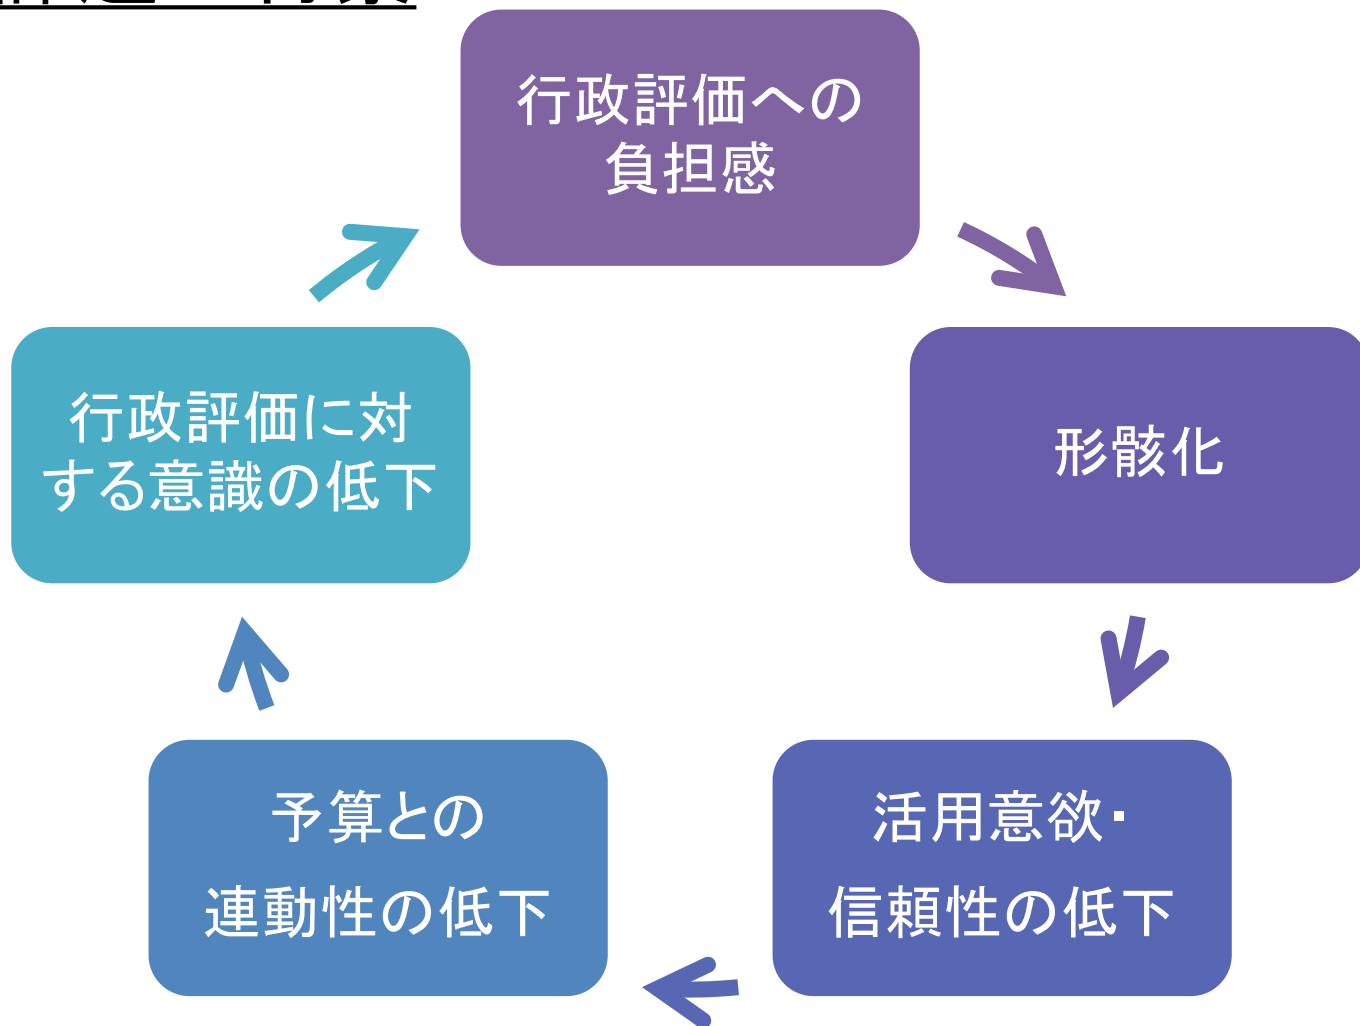 行政評価への
負担感
形骸化
活用意欲・
信頼性の低下
予算との
連動性の低下
行政評価に対
する意識の低下